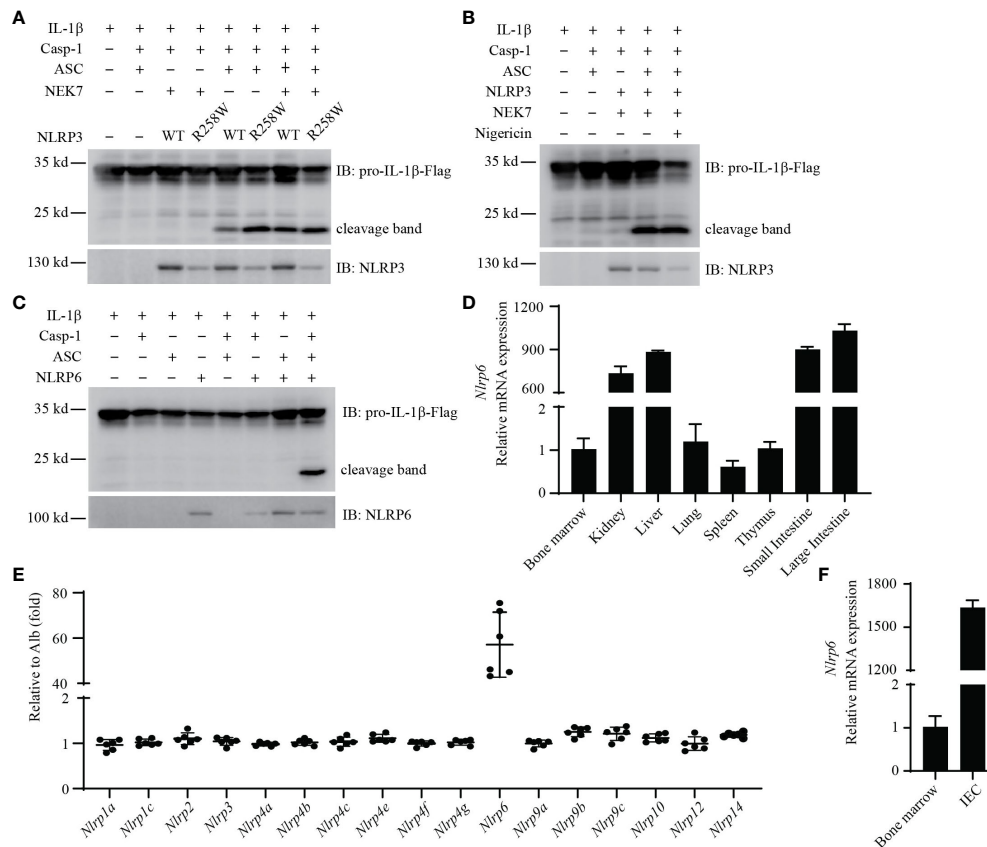 A
IL-1β + + + + + + + +
Casp-1 – + + + + + + +
ASC – + – – + + + +
NEK7 – – + + – – + +
NLRP3 – – WT R258W WT R258W WT R258W
35 kd
IB: pro-IL-1β-Flag
25 kd
cleavage band
130 kd
IB: NLRP3
B
IL-1β + + + + +
Casp-1 – + + + +
ASC – + – + +
NLRP3 – – + + +
NEK7 – – + + +
Nigericin – – – – +
35 kd
IB: pro-IL-1β-Flag
25 kd
cleavage band
130 kd
IB: NLRP3
C
IL-1β + + + + + + + +
Casp-1 – + – – + + – +
ASC – – + – + – + +
NLRP6 – – – + – + + +
35 kd
IB: pro-IL-1β-Flag
25 kd
cleavage band
100 kd
IB: NLRP6
D
Nlrp6
Relative mRNA expression
1200
900
600
2
1
0
Bone marrow
Kidney
Liver
Lung
Spleen
Thymus
Small Intestine
Large Intestine
E
Relative to Alb (fold)
80
60
40
2
1
0
Nlrp1a
Nlrp1c
Nlrp2
Nlrp3
Nlrp4a
Nlrp4b
Nlrp4c
Nlrp4e
Nlrp4f
Nlrp4g
Nlrp6
Nlrp9a
Nlrp9b
Nlrp9c
Nlrp10
Nlrp12
Nlrp14
F
Nlrp6
Relative mRNA expression
1800
1500
1200
2
1
0
Bone marrow
IEC